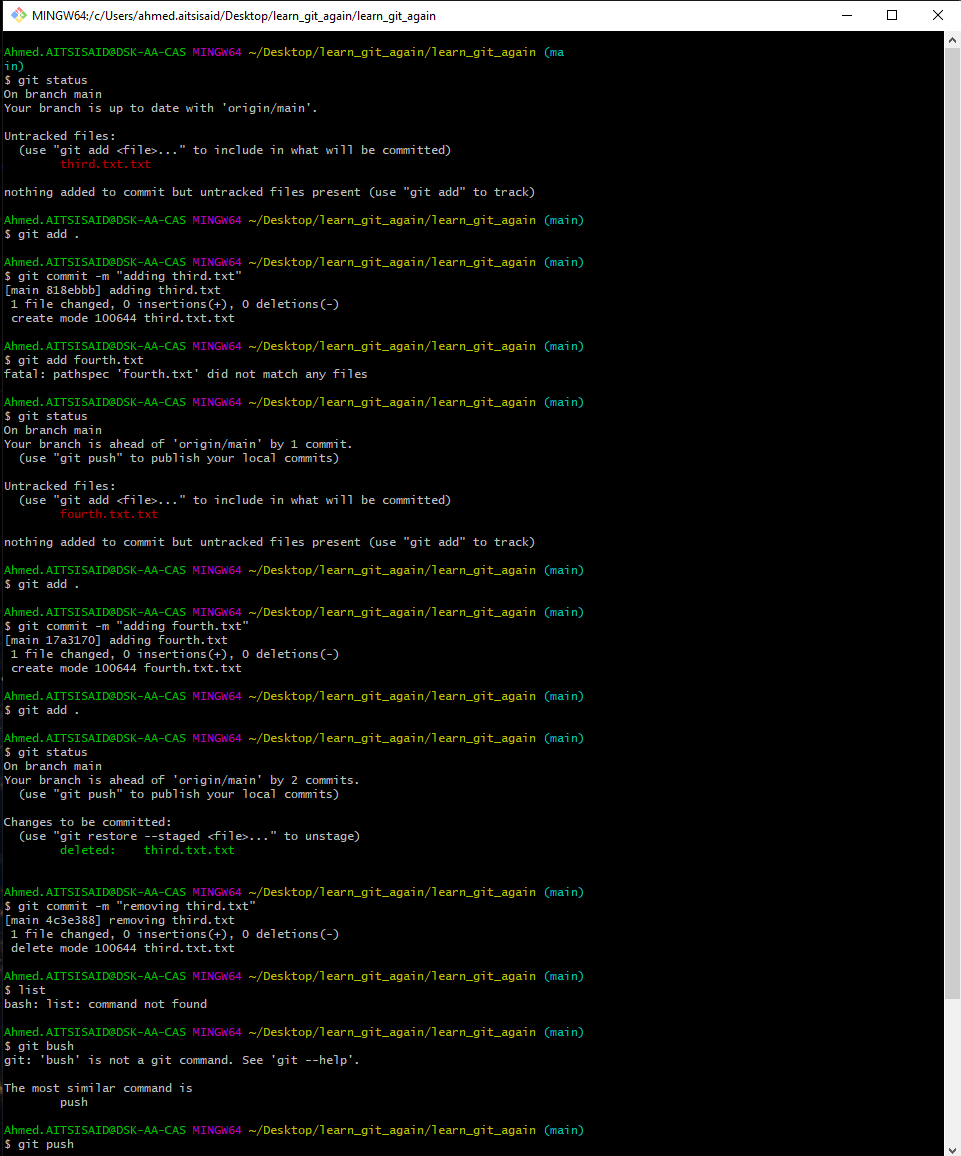 MINGW64:/c/Users/ahmed.aitsisaid/Desktop/learn_git_again/learn_git_again
Ahmed.AITSISAID@DSK-AA-CAS MINGW64 ~/Desktop/learn_git_again/learn_git_again (ma
in)
$ git status
On branch main
Your branch is up to date with 'origin/main'.

Untracked files:
  (use "git add <file>..." to include in what will be committed)
        third.txt.txt

nothing added to commit but untracked files present (use "git add" to track)

Ahmed.AITSISAID@DSK-AA-CAS MINGW64 ~/Desktop/learn_git_again/learn_git_again (main)
$ git add .

Ahmed.AITSISAID@DSK-AA-CAS MINGW64 ~/Desktop/learn_git_again/learn_git_again (main)
$ git commit -m "adding third.txt"
[main 818ebbb] adding third.txt
 1 file changed, 0 insertions(+), 0 deletions(-)
 create mode 100644 third.txt.txt

Ahmed.AITSISAID@DSK-AA-CAS MINGW64 ~/Desktop/learn_git_again/learn_git_again (main)
$ git add fourth.txt
fatal: pathspec 'fourth.txt' did not match any files

Ahmed.AITSISAID@DSK-AA-CAS MINGW64 ~/Desktop/learn_git_again/learn_git_again (main)
$ git status
On branch main
Your branch is ahead of 'origin/main' by 1 commit.
  (use "git push" to publish your local commits)

Untracked files:
  (use "git add <file>..." to include in what will be committed)
        fourth.txt.txt

nothing added to commit but untracked files present (use "git add" to track)

Ahmed.AITSISAID@DSK-AA-CAS MINGW64 ~/Desktop/learn_git_again/learn_git_again (main)
$ git add .

Ahmed.AITSISAID@DSK-AA-CAS MINGW64 ~/Desktop/learn_git_again/learn_git_again (main)
$ git commit -m "adding fourth.txt"
[main 17a3170] adding fourth.txt
 1 file changed, 0 insertions(+), 0 deletions(-)
 create mode 100644 fourth.txt.txt

Ahmed.AITSISAID@DSK-AA-CAS MINGW64 ~/Desktop/learn_git_again/learn_git_again (main)
$ git add .

Ahmed.AITSISAID@DSK-AA-CAS MINGW64 ~/Desktop/learn_git_again/learn_git_again (main)
$ git status
On branch main
Your branch is ahead of 'origin/main' by 2 commits.
  (use "git push" to publish your local commits)

Changes to be committed:
  (use "git restore --staged <file>..." to unstage)
        deleted:    third.txt.txt

Ahmed.AITSISAID@DSK-AA-CAS MINGW64 ~/Desktop/learn_git_again/learn_git_again (main)
$ git commit -m "removing third.txt"
[main 4c3e388] removing third.txt
 1 file changed, 0 insertions(+), 0 deletions(-)
 delete mode 100644 third.txt.txt

Ahmed.AITSISAID@DSK-AA-CAS MINGW64 ~/Desktop/learn_git_again/learn_git_again (main)
$ list
bash: list: command not found

Ahmed.AITSISAID@DSK-AA-CAS MINGW64 ~/Desktop/learn_git_again/learn_git_again (main)
$ git bush
git: 'bush' is not a git command. See 'git --help'.

The most similar command is
        push

Ahmed.AITSISAID@DSK-AA-CAS MINGW64 ~/Desktop/learn_git_again/learn_git_again (main)
$ git push